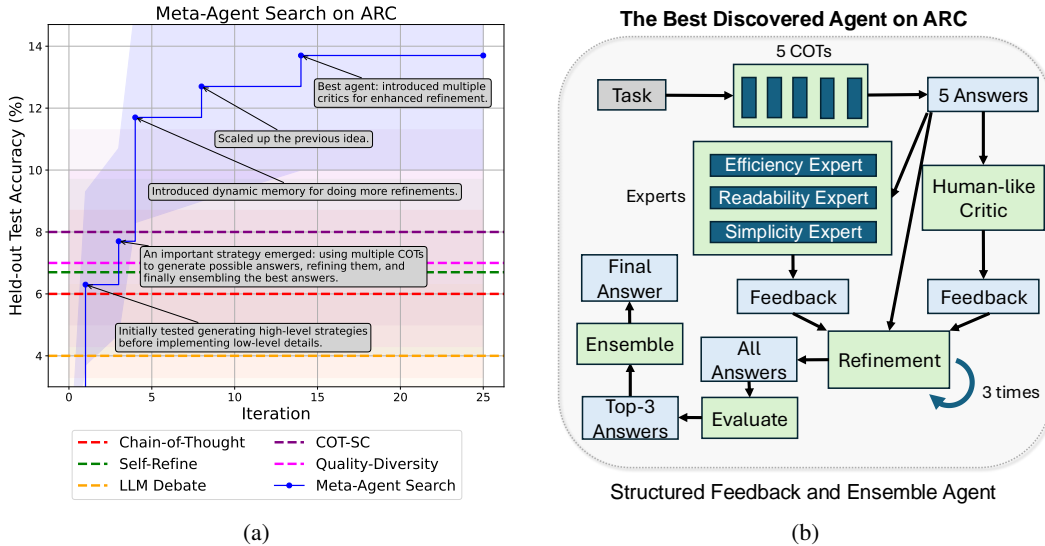 Meta-Agent Search on ARC
Held-out Test Accuracy (%)
14
12
10
8
6
4
Best agent: introduced multiple
critics for enhanced refinement.
Scaled up the previous idea.
Introduced dynamic memory for doing more refinements.
An important strategy emerged: using multiple COTs
to generate possible answers, refining them, and
finally ensembling the best answers.
Initially tested generating high-level strategies
before implementing low-level details.
0 5 10 15 20 25
Iteration
Chain-of-Thought
Self-Refine
LLM Debate
COT-SC
Quality-Diversity
Meta-Agent Search
(a)
The Best Discovered Agent on ARC
5 COTs
Task
5 Answers
Experts
Efficiency Expert
Readability Expert
Simplicity Expert
Human-like
Critic
Feedback
Feedback
Refinement
3 times
All
Answers
Evaluate
Top-3
Answers
Ensemble
Final
Answer
Structured Feedback and Ensemble Agent
(b)